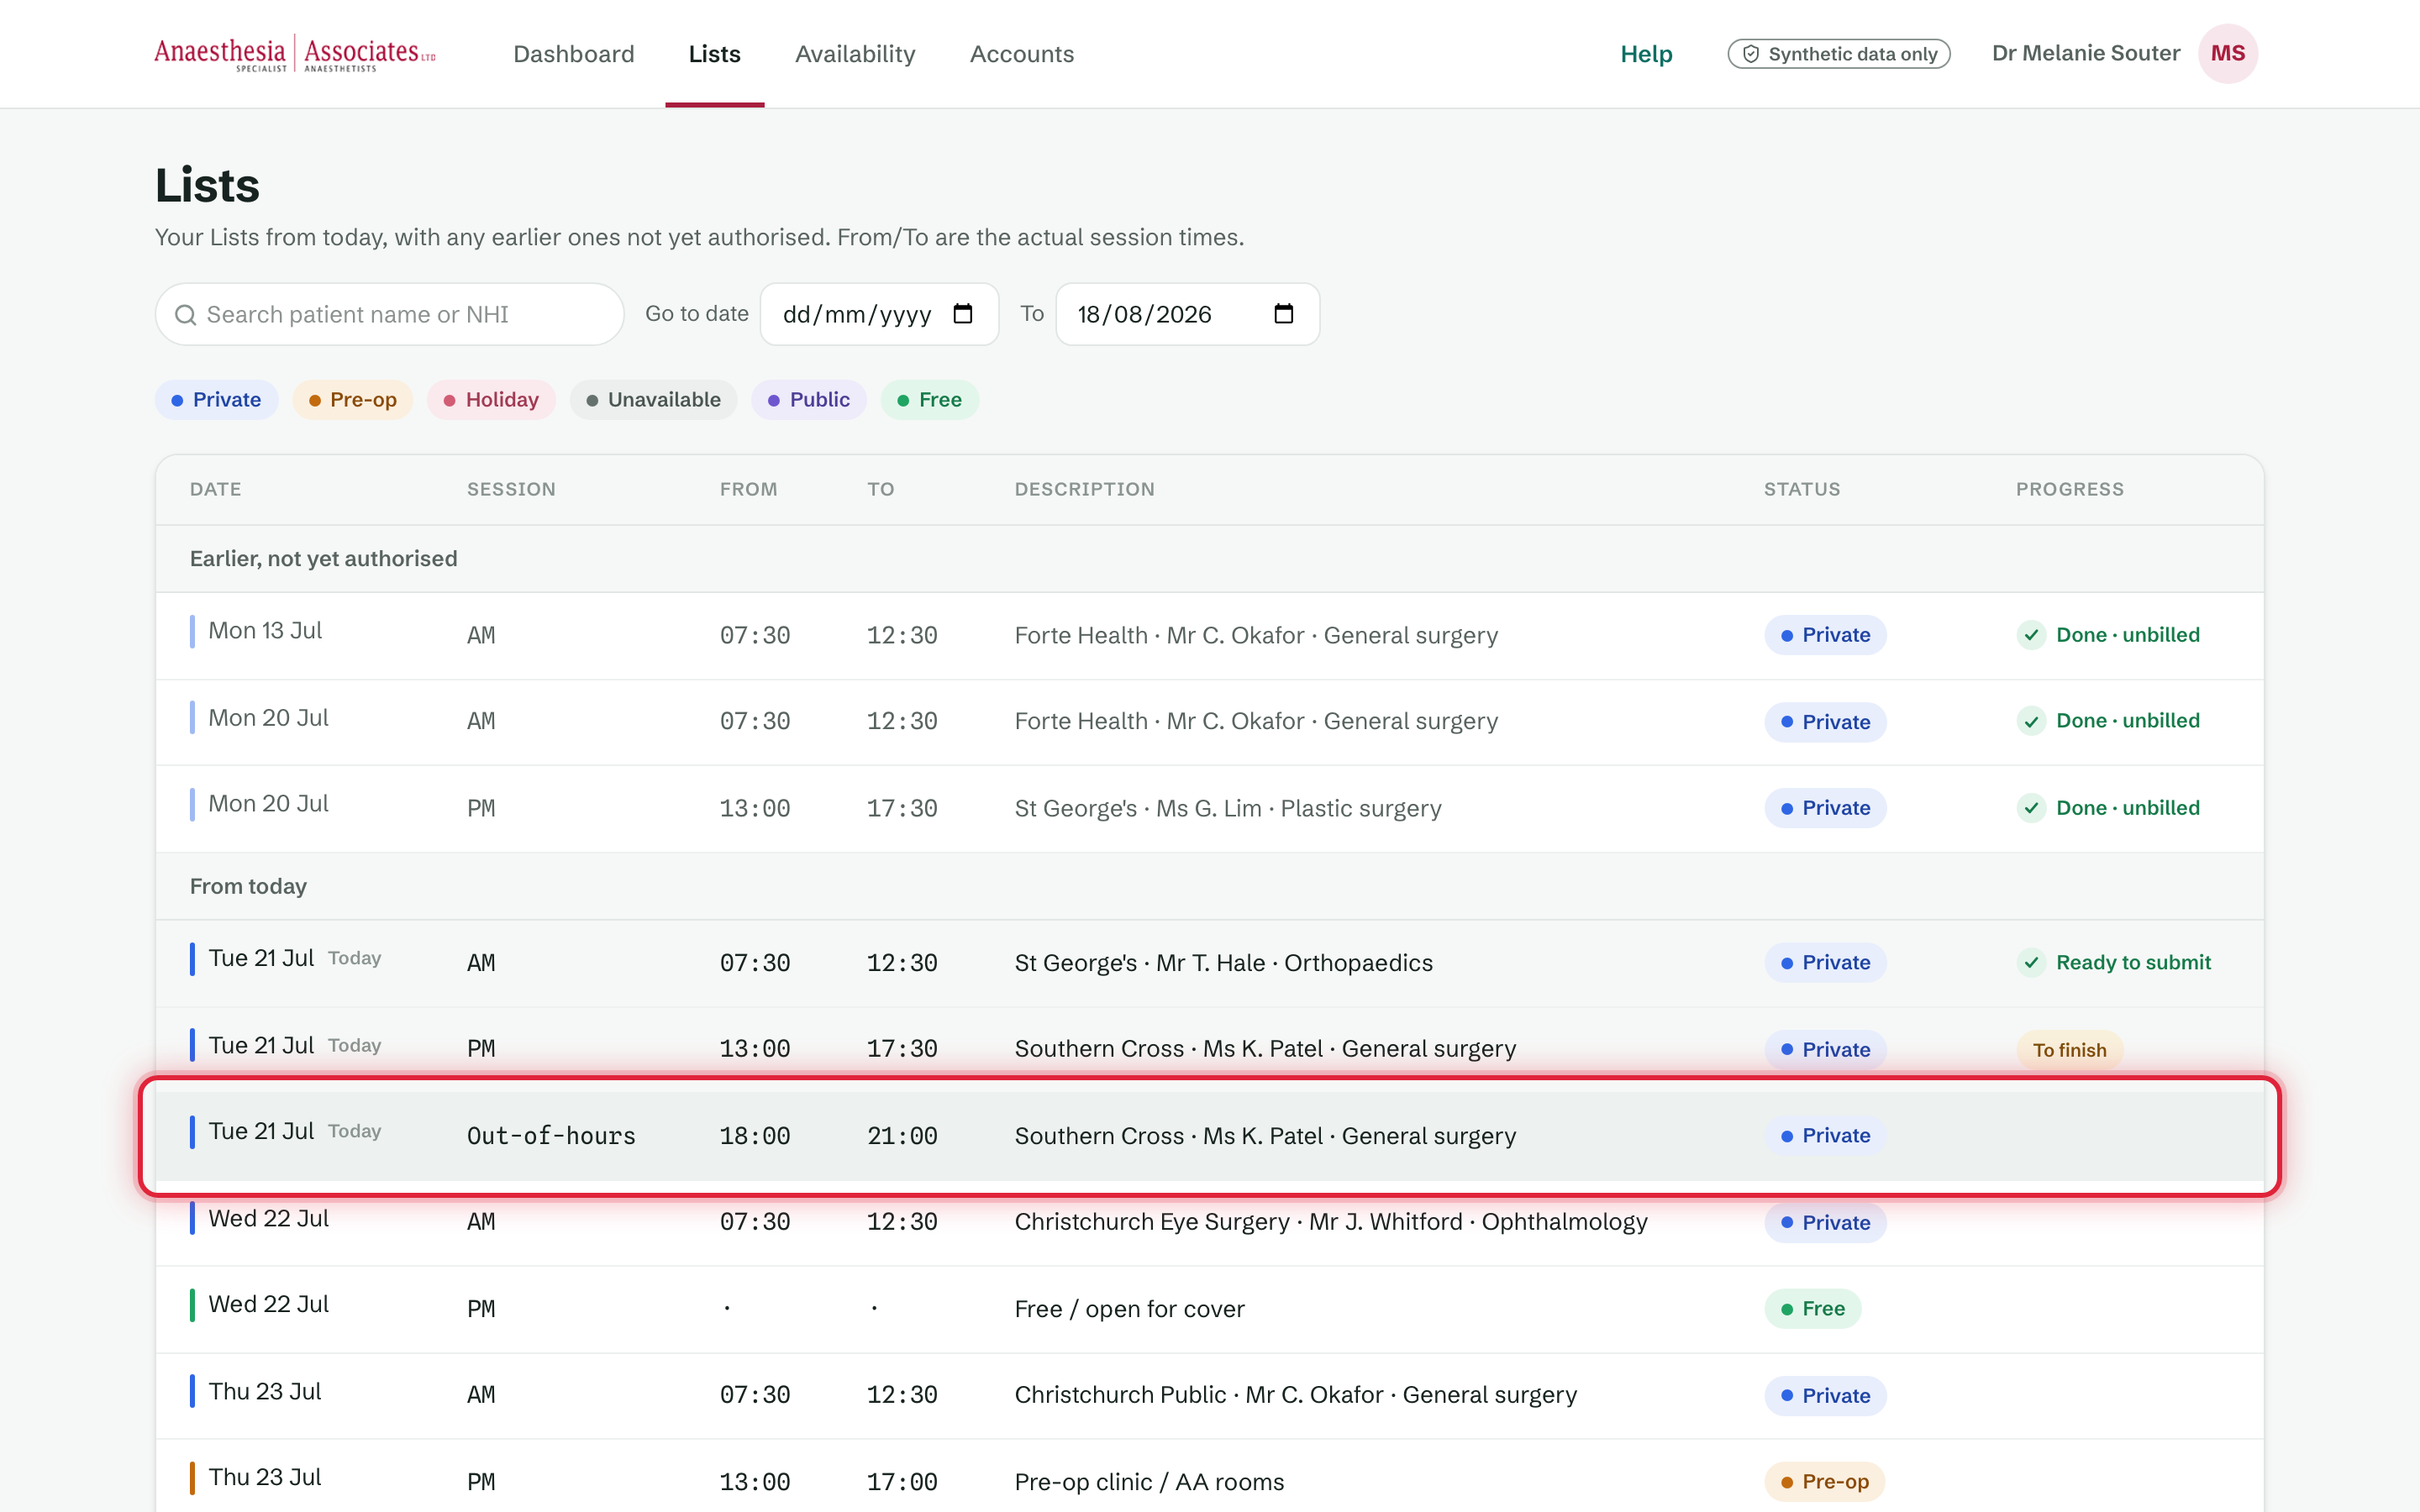 Anaesthesia | Associates LTD
SPECIALIST ANAESTHETISTS
Dashboard Lists Availability Accounts Help Synthetic data only Dr Melanie Souter MS
Lists
Your Lists from today, with any earlier ones not yet authorised. From/To are the actual session times.
Search patient name or NHI Go to date dd/mm/yyyy To 18/08/2026
Private Pre-op Holiday Unavailable Public Free
DATE SESSION FROM TO DESCRIPTION STATUS PROGRESS
Earlier, not yet authorised
Mon 13 Jul AM 07:30 12:30 Forte Health · Mr C. Okafor · General surgery Private Done · unbilled
Mon 20 Jul AM 07:30 12:30 Forte Health · Mr C. Okafor · General surgery Private Done · unbilled
Mon 20 Jul PM 13:00 17:30 St George's · Ms G. Lim · Plastic surgery Private Done · unbilled
From today
Tue 21 Jul Today AM 07:30 12:30 St George's · Mr T. Hale · Orthopaedics Private Ready to submit
Tue 21 Jul Today PM 13:00 17:30 Southern Cross · Ms K. Patel · General surgery Private To finish
Tue 21 Jul Today Out-of-hours 18:00 21:00 Southern Cross · Ms K. Patel · General surgery Private
Wed 22 Jul AM 07:30 12:30 Christchurch Eye Surgery · Mr J. Whitford · Ophthalmology Private
Wed 22 Jul PM · · Free / open for cover Free
Thu 23 Jul AM 07:30 12:30 Christchurch Public · Mr C. Okafor · General surgery Private
Thu 23 Jul PM 13:00 17:00 Pre-op clinic / AA rooms Pre-op